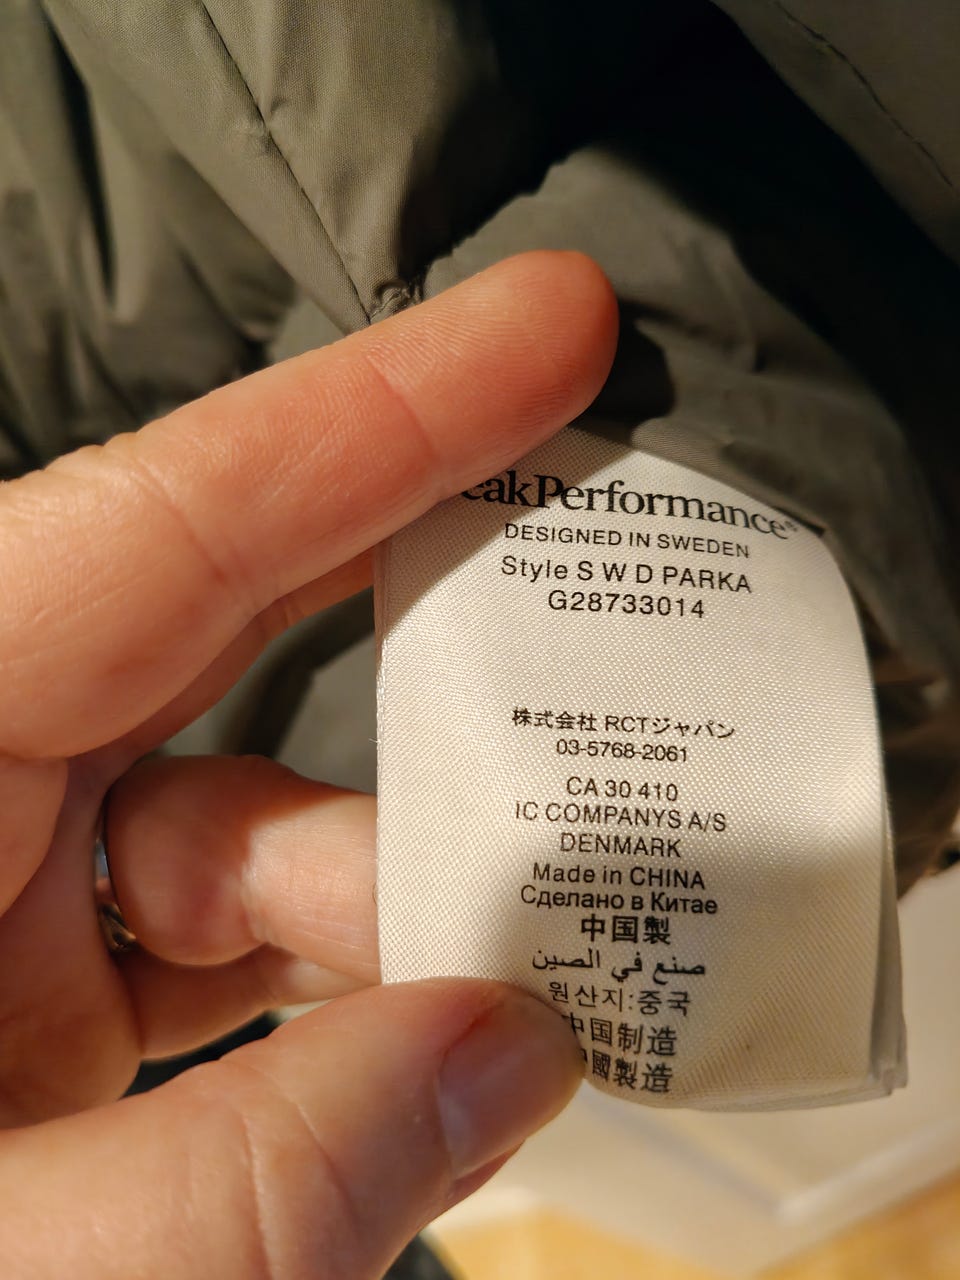 eakPerformance®
DESIGNED IN SWEDEN
Style S W D PARKA
G28733014
株式会社 RCTジャパン
03-5768-2061
CA 30 410
IC COMPANYS A/S
DENMARK
Made in CHINA
Сделано в Китае
中国製
صنع في الصين
원산지:중국
中国制造
國製造